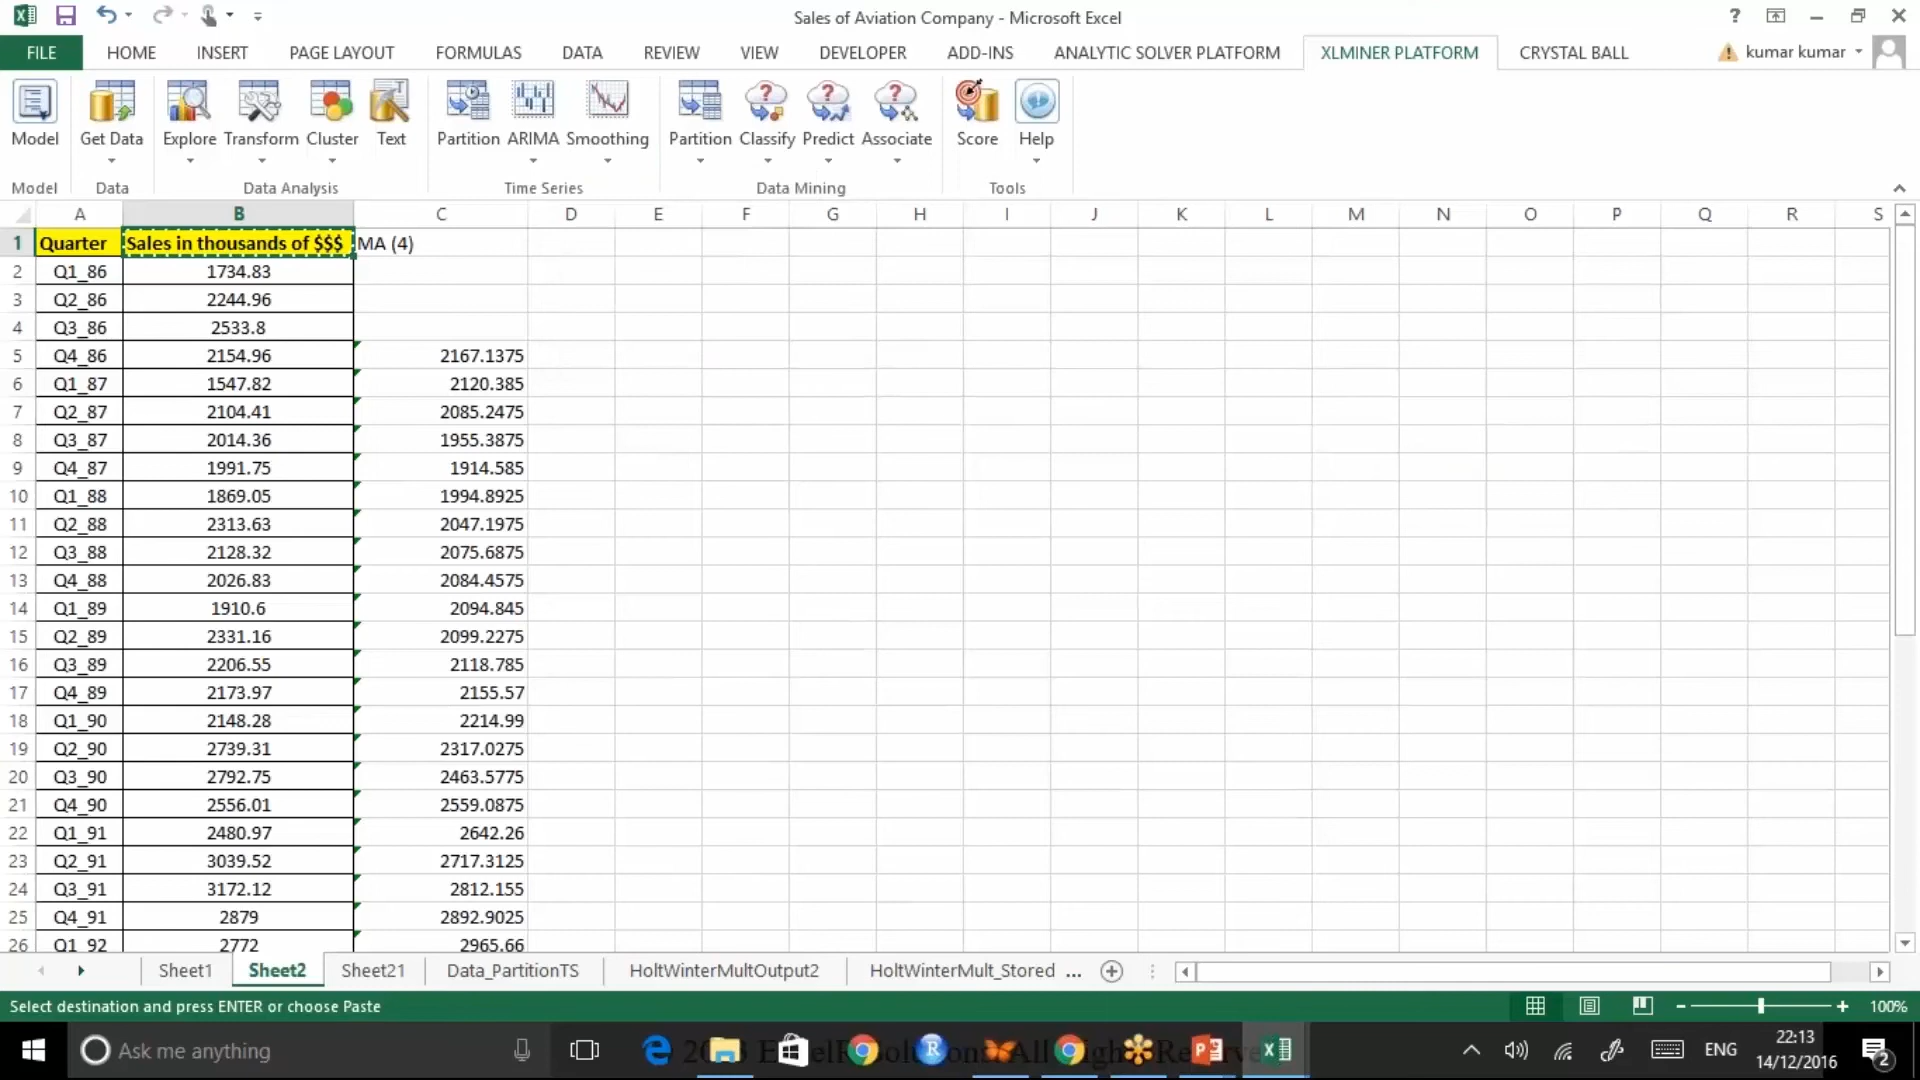 Sales of Aviation Company - Microsoft Excel
?
FILE HOME INSERT PAGE LAYOUT FORMULAS DATA REVIEW VIEW DEVELOPER ADD-INS ANALYTIC SOLVER PLATFORM XLMINER PLATFORM CRYSTAL BALL kumar kumar
Model Get Data Explore Transform Cluster Text Partition ARIMA Smoothing Partition Classify Predict Associate Score Help
Model Data Data Analysis Time Series Data Mining Tools
A B C D E F G H I J K L M N O P Q R S
1 Quarter Sales in thousands of $$$ MA (4)
2 Q1_86 1734.83
3 Q2_86 2244.96
4 Q3_86 2533.8
5 Q4_86 2154.96 2167.1375
6 Q1_87 1547.82 2120.385
7 Q2_87 2104.41 2085.2475
8 Q3_87 2014.36 1955.3875
9 Q4_87 1991.75 1914.585
10 Q1_88 1869.05 1994.8925
11 Q2_88 2313.63 2047.1975
12 Q3_88 2128.32 2075.6875
13 Q4_88 2026.83 2084.4575
14 Q1_89 1910.6 2094.845
15 Q2_89 2331.16 2099.2275
16 Q3_89 2206.55 2118.785
17 Q4_89 2173.97 2155.57
18 Q1_90 2148.28 2214.99
19 Q2_90 2739.31 2317.0275
20 Q3_90 2792.75 2463.5775
21 Q4_90 2556.01 2559.0875
22 Q1_91 2480.97 2642.26
23 Q2_91 3039.52 2717.3125
24 Q3_91 3172.12 2812.155
25 Q4_91 2879 2892.9025
26 Q1_92 2772 2965.66
Sheet1 Sheet2 Sheet21 Data_PartitionTS HoltWinterMultOutput2 HoltWinterMult_Stored ...
Select destination and press ENTER or choose Paste 100%
Ask me anything ENG 22:13
14/12/2016 2